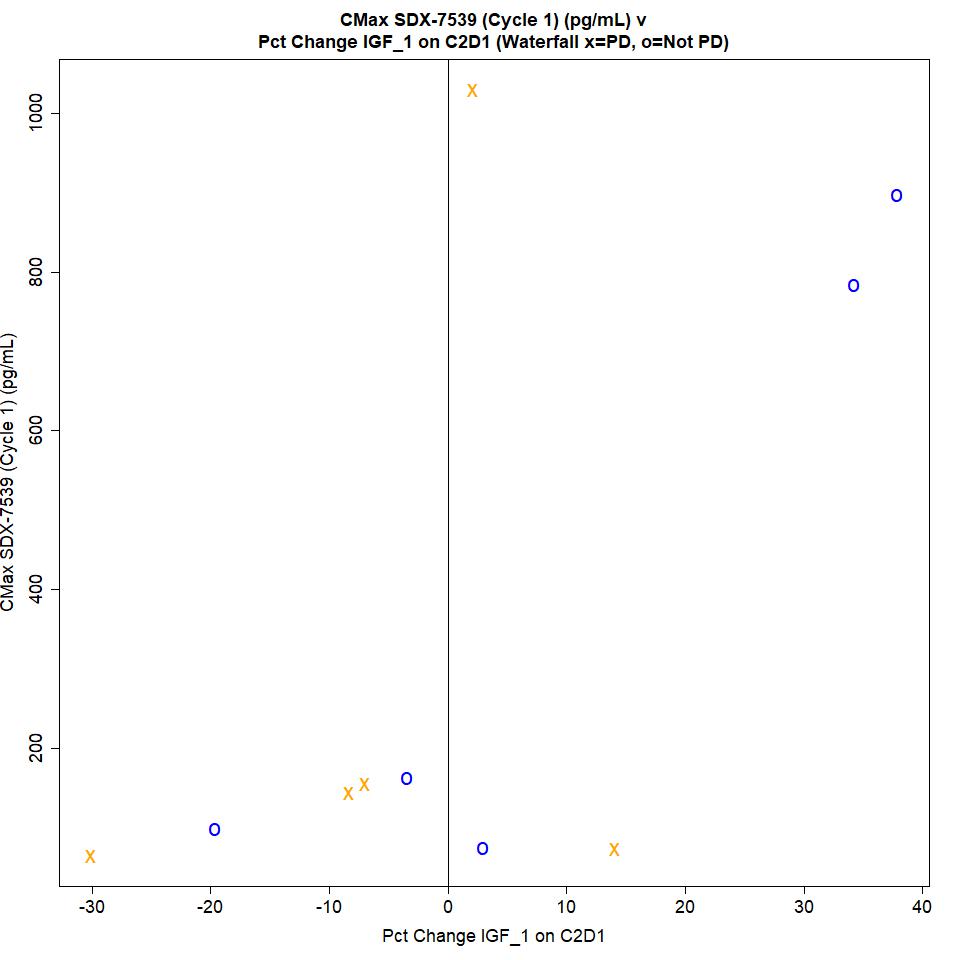 CMax SDX-7539 (Cycle 1) (pg/mL) v
Pct Change IGF_1 on C2D1 (Waterfall x=PD, o=Not PD)
CMax SDX-7539 (Cycle 1) (pg/mL)
1000
800
600
400
200
X
O
O
O
X
X
O
O
X
X
-30
-20
-10
0
10
20
30
40
Pct Change IGF_1 on C2D1